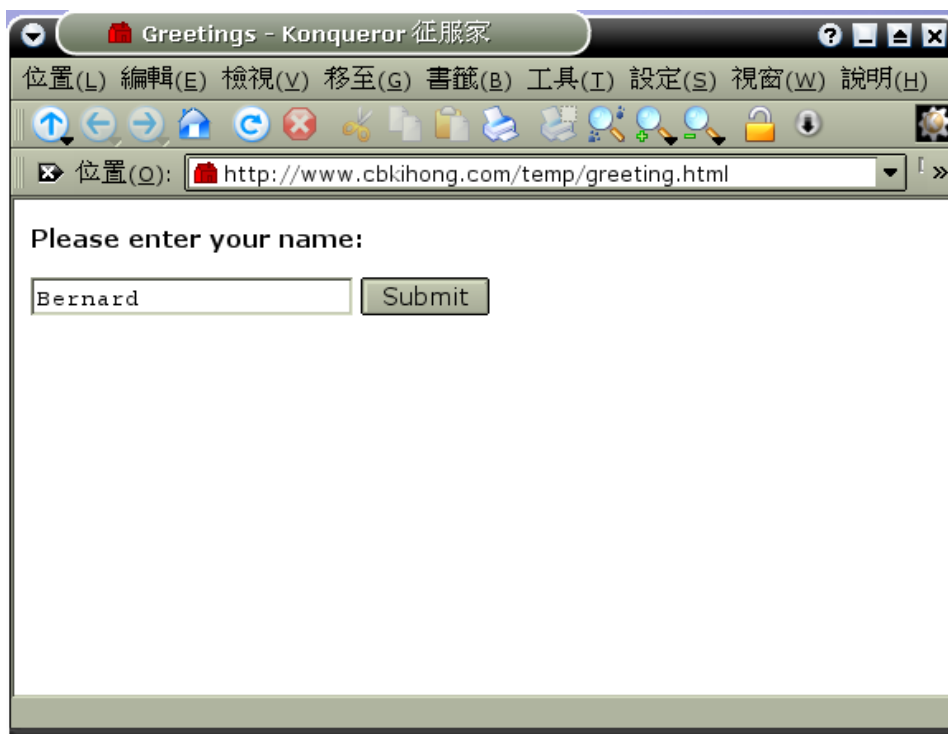 Greetings - Konqueror 征服家
位置(L) 編輯(E) 檢視(V) 移至(G) 書籤(B) 工具(T) 設定(S) 視窗(W) 說明(H)
位置(O): http://www.cbkihong.com/temp/greeting.html
Please enter your name:
Bernard Submit